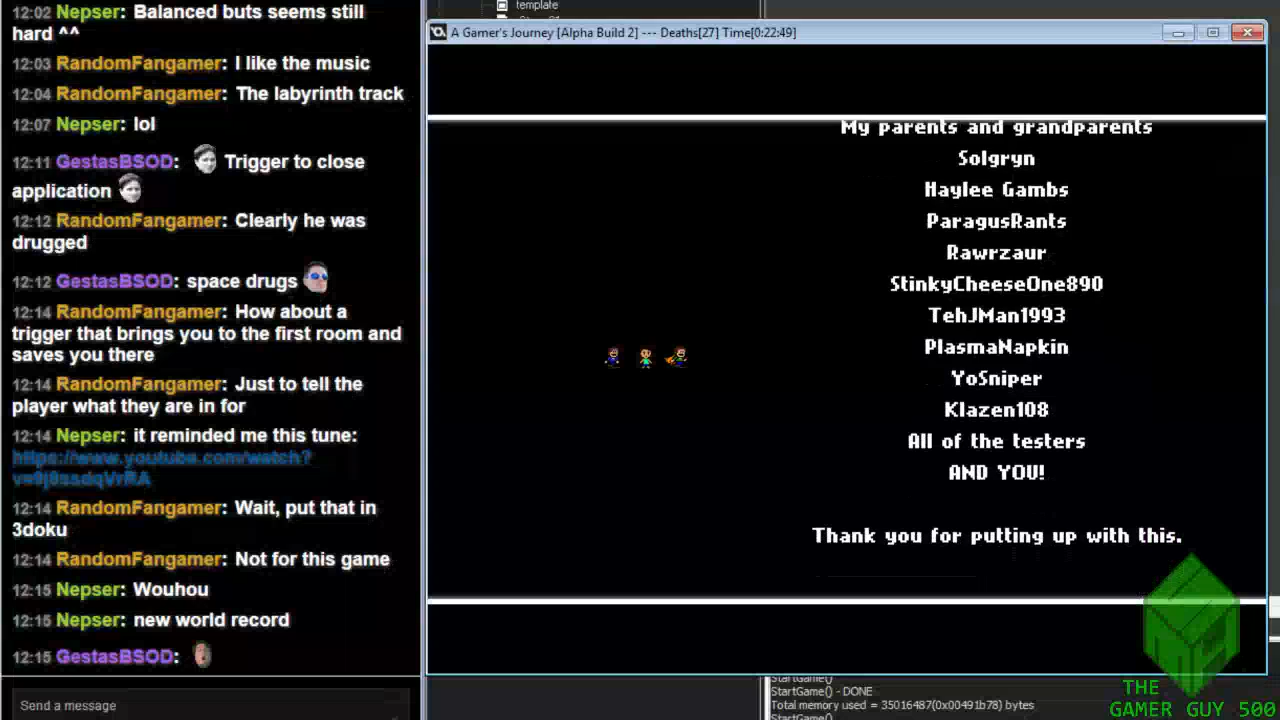 12:02 Nepser: Balanced buts seems still
hard ^^
12:03 RandomFangamer: I like the music
12:04 RandomFangamer: The labyrinth track
12:07 Nepser: lol
12:11 GestasBSOD: Trigger to close
application
12:12 RandomFangamer: Clearly he was
drugged
12:12 GestasBSOD: space drugs
12:14 RandomFangamer: How about a
trigger that brings you to the first room and
saves you there
12:14 RandomFangamer: Just to tell the
player what they are in for
12:14 Nepser: it reminded me this tune:
https://www.youtube.com/watch?
12:14 RandomFangamer: Wait, put that in
3doku
12:14 RandomFangamer: Not for this game
12:15 Nepser: Wouhou
12:15 Nepser: new world record
12:15 GestasBSOD:
Send a message
template
A Gamer's Journey [Alpha Build 2] --- Deaths[27] Time[0:22:49]
My parents and grandparents
Solgryn
Haylee Gambs
ParagusRants
Rawrzaur
StinkyCheeseOne890
TehJMan1993
PlasmaNapkin
YoSniper
Klazen108
All of the testers
AND YOU!
Thank you for putting up with this.
StartGame()
StartGame() - DONE
Total memory used = 35016487(0x00491b78) bytes
StartGame()
THE
GAMER GUY 500